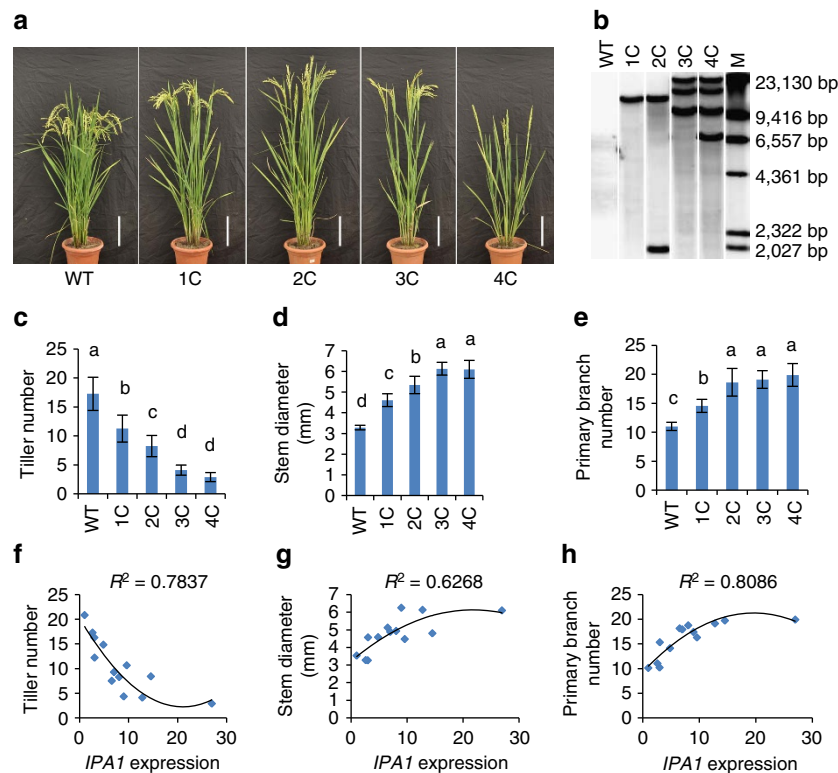 a
WT
1C
2C
3C
4C
b
WT
1C
2C
3C
4C
M
23,130 bp
9,416 bp
6,557 bp
4,361 bp
2,322 bp
2,027 bp
c
Tiller number
25
20
15
10
5
0
a
b
c
d
d
WT
1C
2C
3C
4C
d
Stem diameter
(mm)
7
6
5
4
3
2
1
0
d
c
b
a
a
WT
1C
2C
3C
4C
e
Primary branch
number
25
20
15
10
5
0
c
b
a
a
a
WT
1C
2C
3C
4C
f
R² = 0.7837
Tiller number
25
20
15
10
5
0
0
10
20
30
IPA1 expression
g
R² = 0.6268
Stem diameter
(mm)
7
6
5
4
3
2
1
0
0
10
20
30
IPA1 expression
h
R² = 0.8086
Primary branch
number
25
20
15
10
5
0
0
10
20
30
IPA1 expression